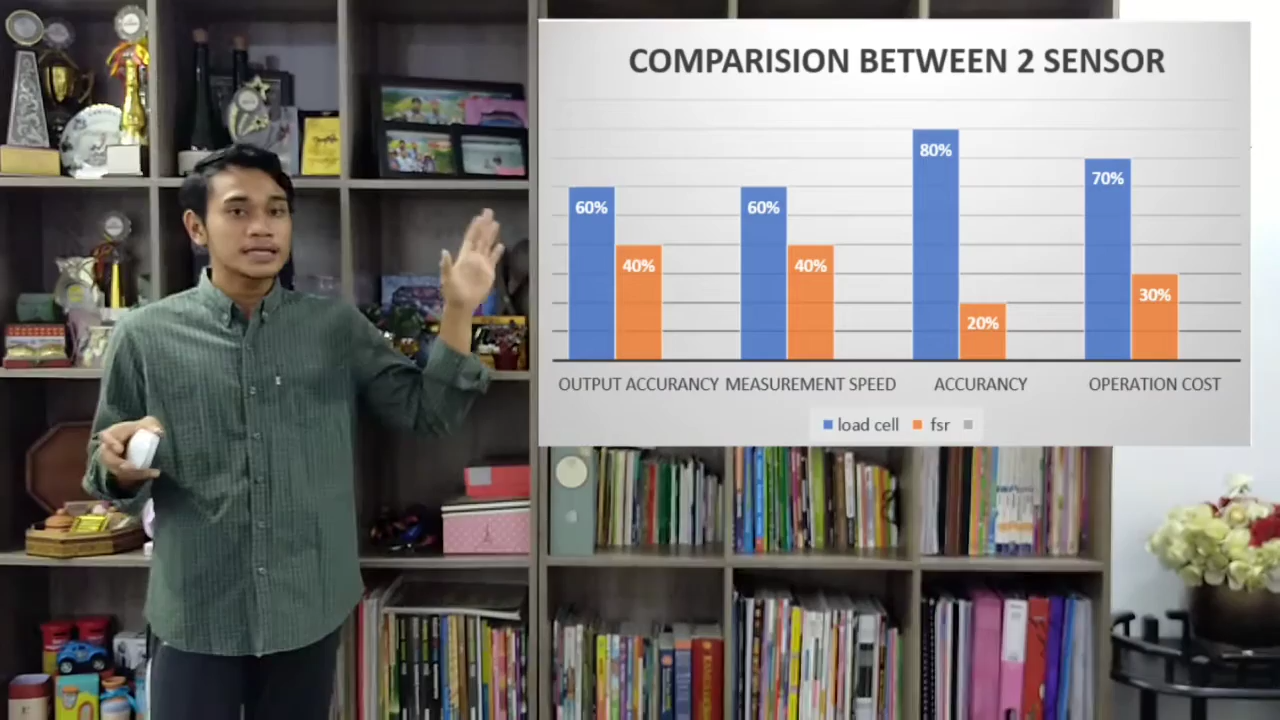 COMPARISION BETWEEN 2 SENSOR
60%
40%
60%
40%
80%
20%
70%
30%
OUTPUT ACCURANCY MEASUREMENT SPEED ACCURANCY OPERATION COST
load cell fsr